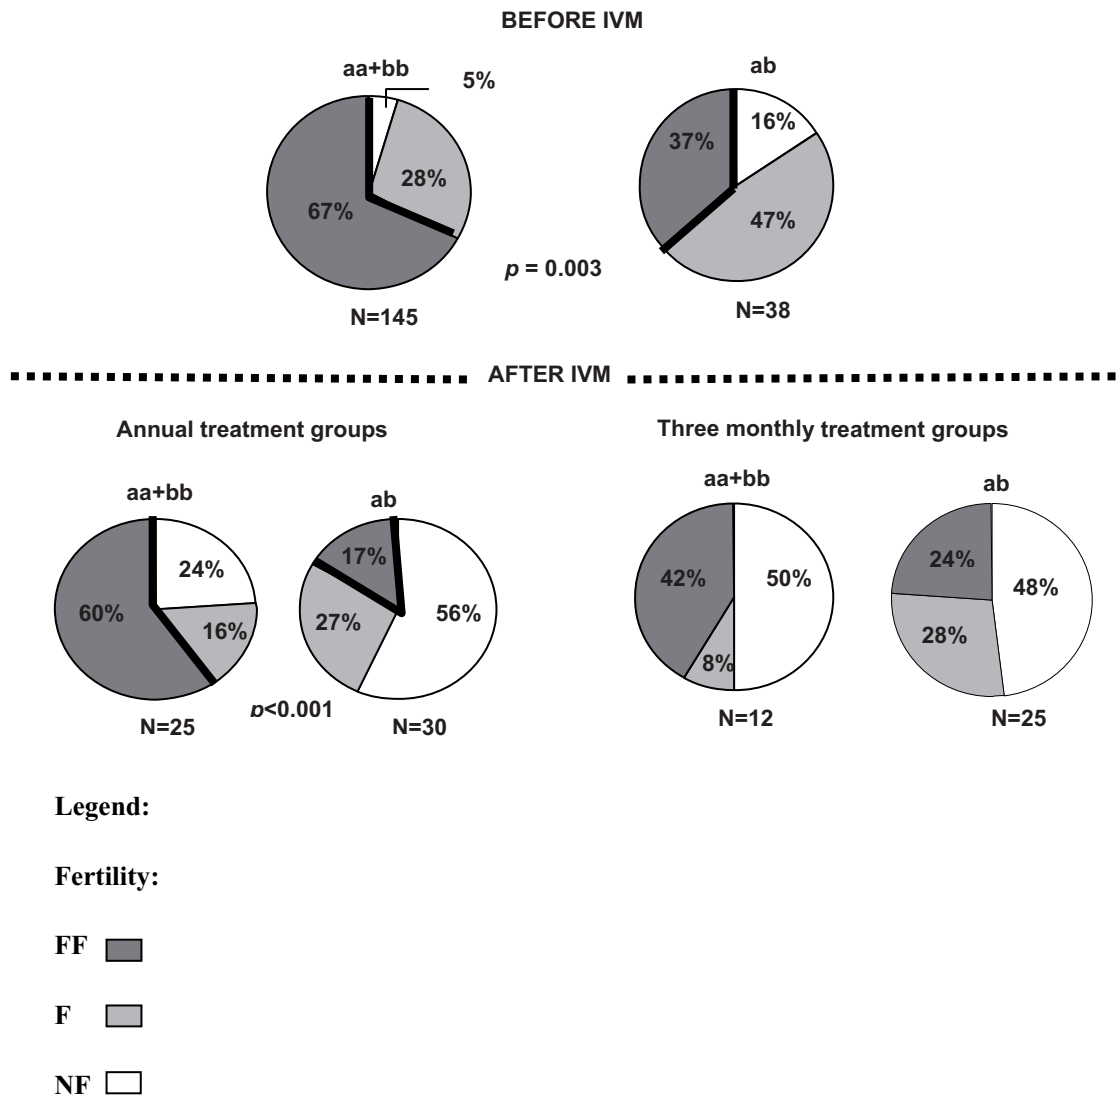 BEFORE IVM
aa+bb
5%
28%
67%
N=145
ab
16%
37%
47%
N=38
p = 0.003
AFTER IVM
Annual treatment groups
aa+bb
24%
60%
16%
N=25
ab
17%
27%
56%
N=30
p<0.001
Three monthly treatment groups
aa+bb
42%
50%
8%
N=12
ab
24%
48%
28%
N=25
Legend:
Fertility:
FF
F
NF